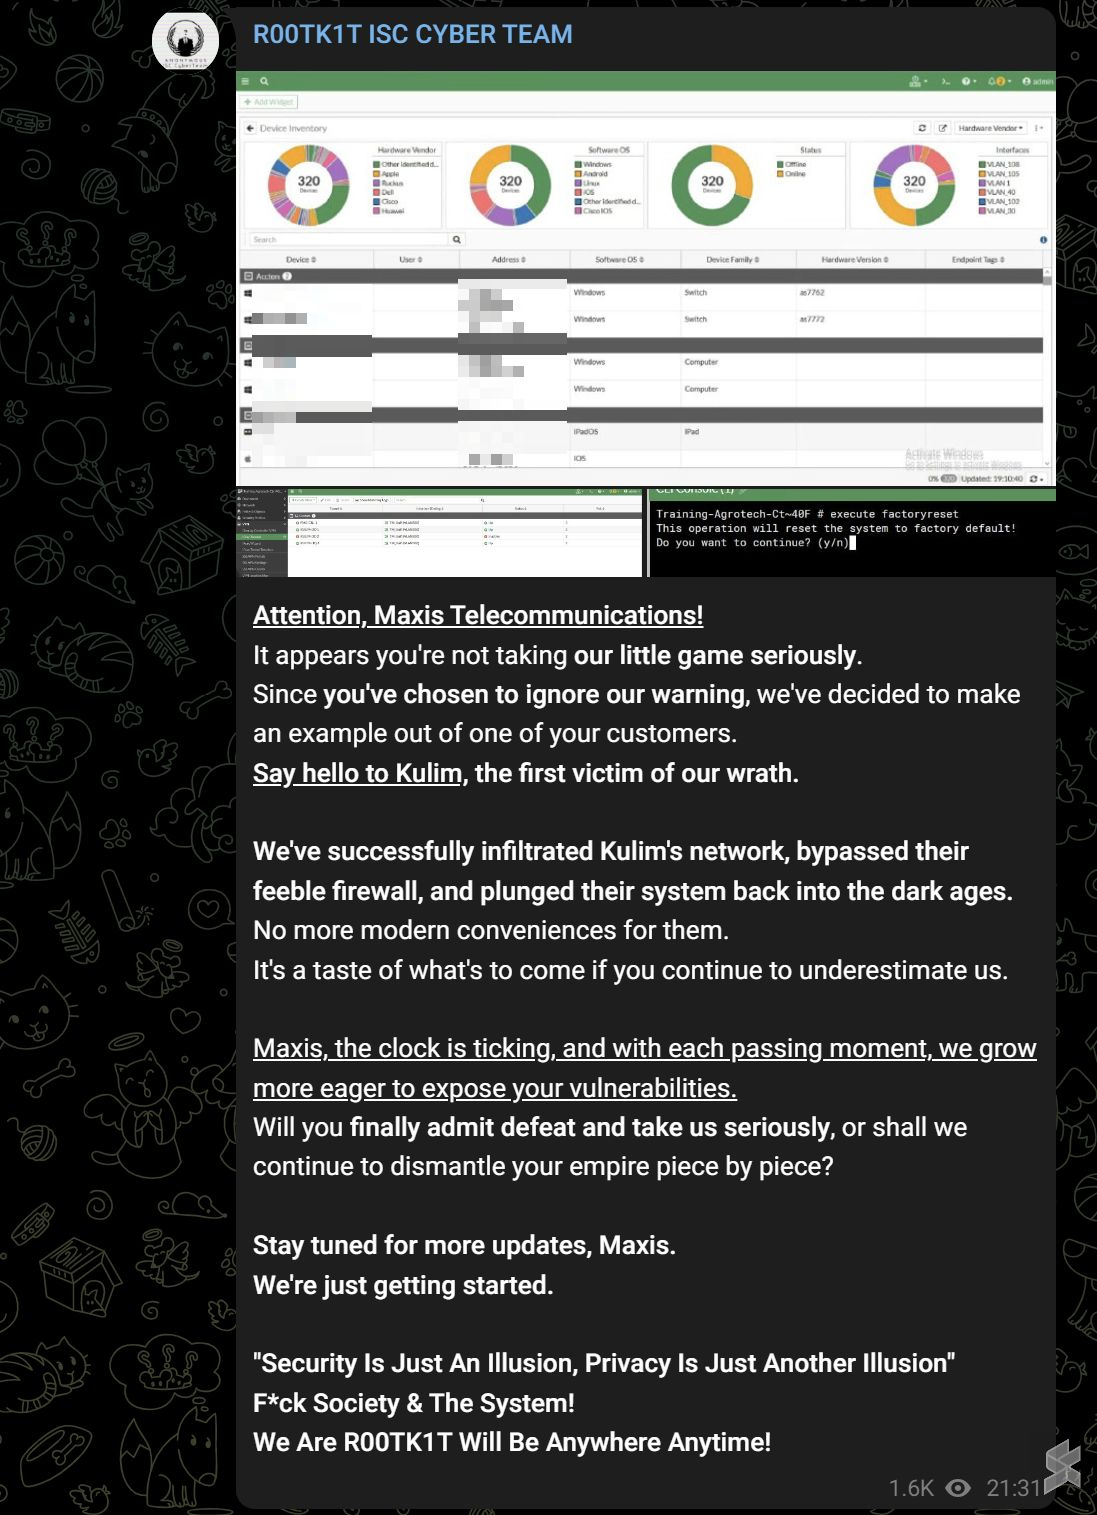 R00TK1T ISC CYBER TEAM
ANONYMOUS
admin
+ Add Widget
Device Inventory
Hardware Vendor
320
Devices
Hardware Vendor
Other identified d...
Apple
Ruckus
Dell
Cisco
Huawei
320
Devices
Software OS
Windows
Android
Linux
iOS
Other identified d...
Cisco IOS
320
Devices
Status
Offline
Online
320
Devices
Interfaces
VLAN_108
VLAN_105
VLAN 1
VLAN_40
VLAN_102
VLAN_30
Search
Device User Address Software OS Device Family Hardware Version Endpoint Tags
Accton 2
Windows Switch as7762
Windows Switch as7772
Windows Computer
Windows Computer
iPadOS iPad
iOS
Activate Windows
Go to Settings to activate Windows.
0% 320 Updated: 19:10:40
CLI Console (1)
Training-Agrotech-Ct~40F # execute factoryreset
This operation will reset the system to factory default!
Do you want to continue? (y/n)
Attention, Maxis Telecommunications!
It appears you're not taking our little game seriously.
Since you've chosen to ignore our warning, we've decided to make
an example out of one of your customers.
Say hello to Kulim, the first victim of our wrath.
We've successfully infiltrated Kulim's network, bypassed their
feeble firewall, and plunged their system back into the dark ages.
No more modern conveniences for them.
It's a taste of what's to come if you continue to underestimate us.
Maxis, the clock is ticking, and with each passing moment, we grow
more eager to expose your vulnerabilities.
Will you finally admit defeat and take us seriously, or shall we
continue to dismantle your empire piece by piece?
Stay tuned for more updates, Maxis.
We're just getting started.
"Security Is Just An Illusion, Privacy Is Just Another Illusion"
F*ck Society & The System!
We Are R00TK1T Will Be Anywhere Anytime!
1.6K 21:31